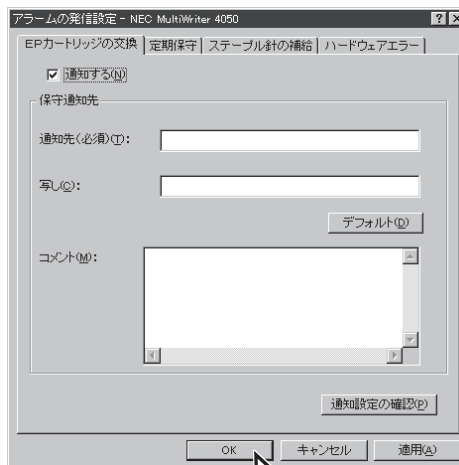 アラームの発信設定 - NEC MultiWriter 4050
EPカートリッジの交換 定期保守 ステープル針の補給 ハードウェアエラー
通知する(N)
保守通知先
通知先(必須)(T):
写し(C):
デフォルト(D)
コメント(M):
通知設定の確認(P)
OK キャンセル 適用(A)